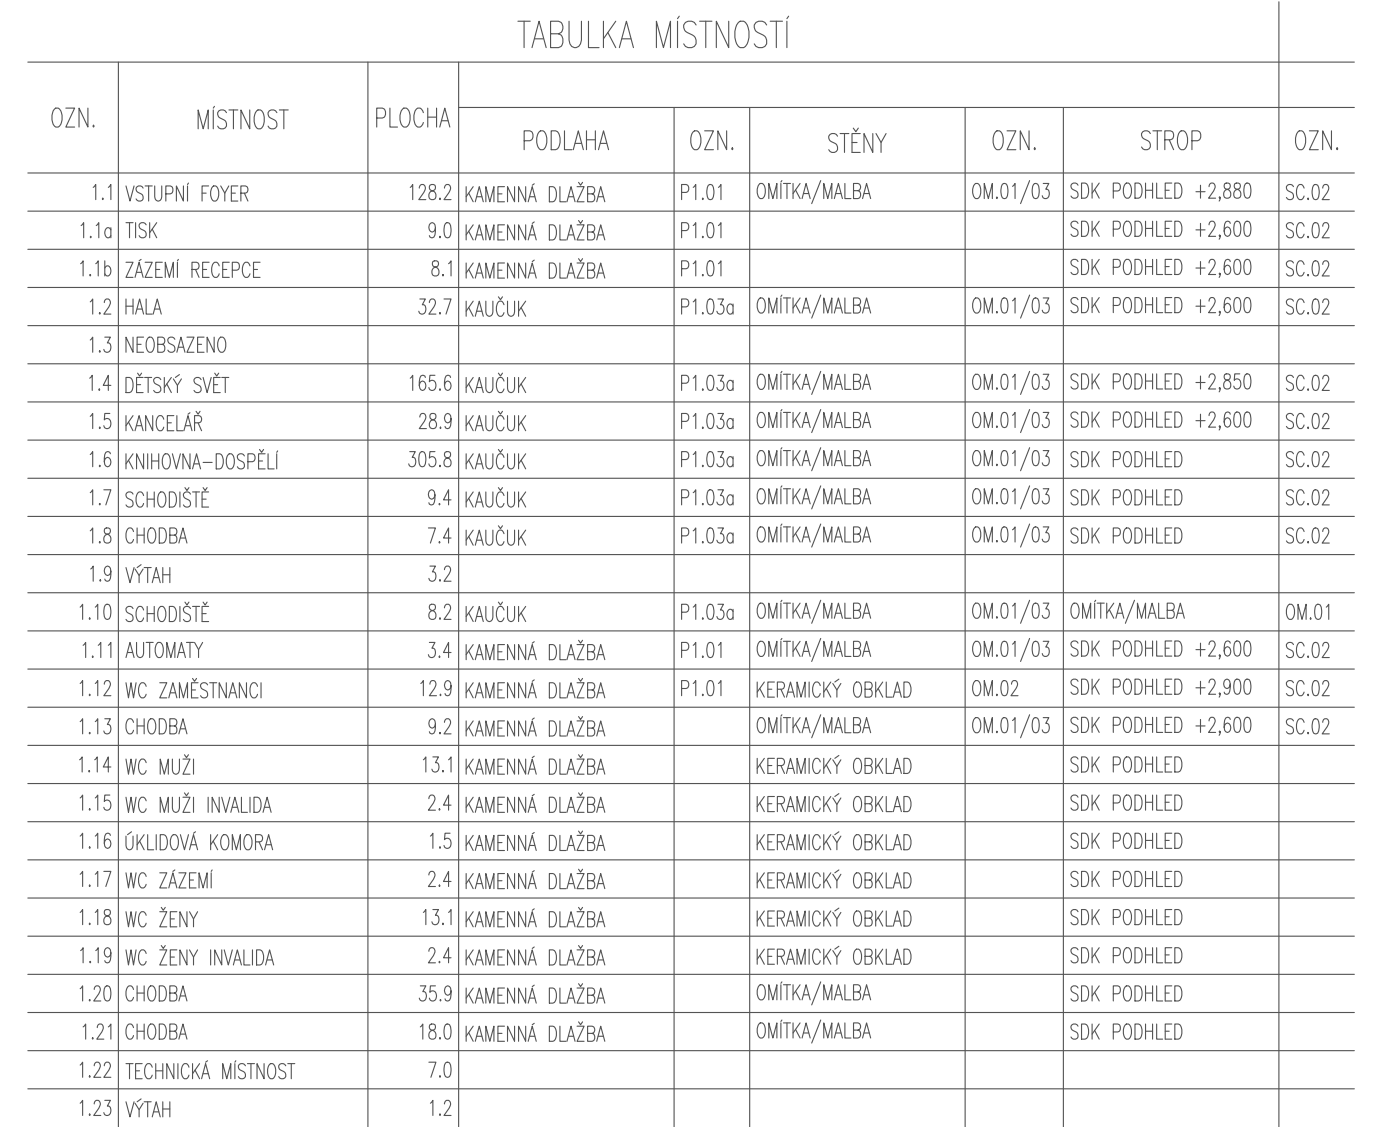 TABULKA MÍSTNOSTÍ
OZN. MÍSTNOST PLOCHA PODLAHA OZN. STĚNY OZN. STROP OZN.
1.1 VSTUPNÍ FOYER 128.2 KAMENNÁ DLAŽBA P1.01 OMÍTKA/MALBA OM.01/03 SDK PODHLED +2,880 SC.02
1.1a TISK 9.0 KAMENNÁ DLAŽBA P1.01 SDK PODHLED +2,600 SC.02
1.1b ZÁZEMÍ RECEPCE 8.1 KAMENNÁ DLAŽBA P1.01 SDK PODHLED +2,600 SC.02
1.2 HALA 32.7 KAUČUK P1.03a OMÍTKA/MALBA OM.01/03 SDK PODHLED +2,600 SC.02
1.3 NEOBSAZENO
1.4 DĚTSKÝ SVĚT 165.6 KAUČUK P1.03a OMÍTKA/MALBA OM.01/03 SDK PODHLED +2,850 SC.02
1.5 KANCELÁŘ 28.9 KAUČUK P1.03a OMÍTKA/MALBA OM.01/03 SDK PODHLED +2,600 SC.02
1.6 KNIHOVNA-DOSPĚLÍ 305.8 KAUČUK P1.03a OMÍTKA/MALBA OM.01/03 SDK PODHLED SC.02
1.7 SCHODIŠTĚ 9.4 KAUČUK P1.03a OMÍTKA/MALBA OM.01/03 SDK PODHLED SC.02
1.8 CHODBA 7.4 KAUČUK P1.03a OMÍTKA/MALBA OM.01/03 SDK PODHLED SC.02
1.9 VÝTAH 3.2
1.10 SCHODIŠTĚ 8.2 KAUČUK P1.03a OMÍTKA/MALBA OM.01/03 OMÍTKA/MALBA OM.01
1.11 AUTOMATY 3.4 KAMENNÁ DLAŽBA P1.01 OMÍTKA/MALBA OM.01/03 SDK PODHLED +2,600 SC.02
1.12 WC ZAMĚSTNANCI 12.9 KAMENNÁ DLAŽBA P1.01 KERAMICKÝ OBKLAD OM.02 SDK PODHLED +2,900 SC.02
1.13 CHODBA 9.2 KAMENNÁ DLAŽBA OMÍTKA/MALBA OM.01/03 SDK PODHLED +2,600 SC.02
1.14 WC MUŽI 13.1 KAMENNÁ DLAŽBA KERAMICKÝ OBKLAD SDK PODHLED
1.15 WC MUŽI INVALIDA 2.4 KAMENNÁ DLAŽBA KERAMICKÝ OBKLAD SDK PODHLED
1.16 ÚKLIDOVÁ KOMORA 1.5 KAMENNÁ DLAŽBA KERAMICKÝ OBKLAD SDK PODHLED
1.17 WC ZÁZEMÍ 2.4 KAMENNÁ DLAŽBA KERAMICKÝ OBKLAD SDK PODHLED
1.18 WC ŽENY 13.1 KAMENNÁ DLAŽBA KERAMICKÝ OBKLAD SDK PODHLED
1.19 WC ŽENY INVALIDA 2.4 KAMENNÁ DLAŽBA KERAMICKÝ OBKLAD SDK PODHLED
1.20 CHODBA 35.9 KAMENNÁ DLAŽBA OMÍTKA/MALBA SDK PODHLED
1.21 CHODBA 18.0 KAMENNÁ DLAŽBA OMÍTKA/MALBA SDK PODHLED
1.22 TECHNICKÁ MÍSTNOST 7.0
1.23 VÝTAH 1.2